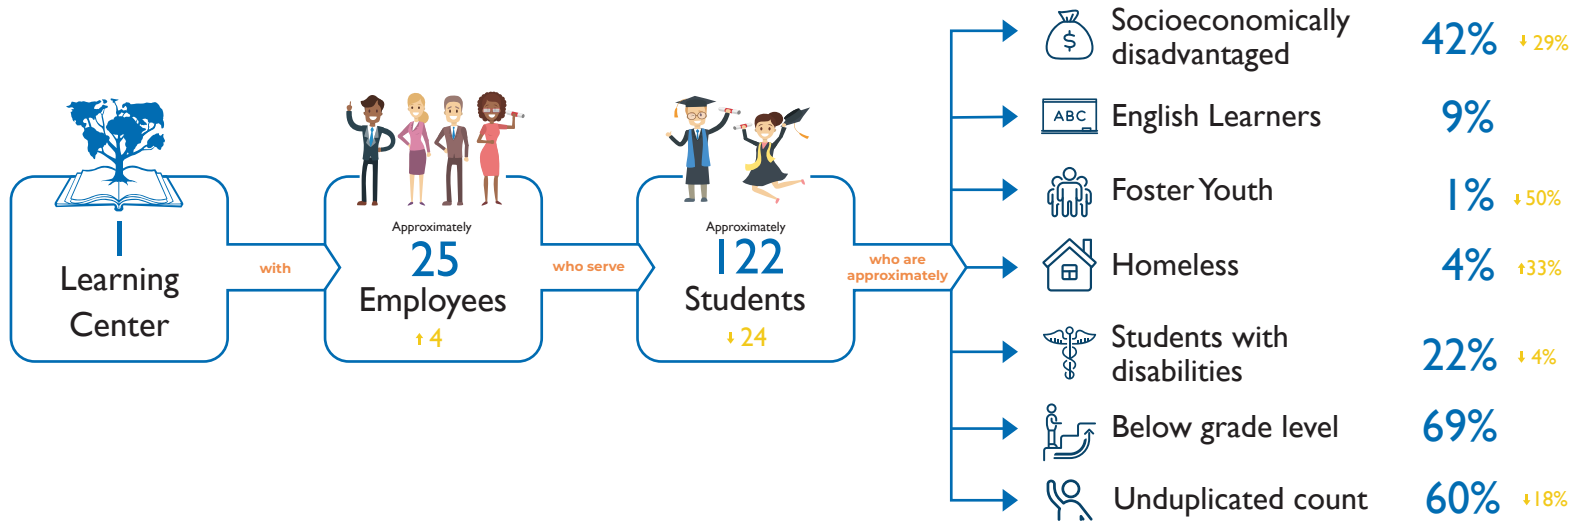 1
Learning
Center
with
Approximately
25
Employees
⬆ 4
who serve
Approximately
122
Students
⬇ 24
who are
approximately
Socioeconomically
disadvantaged
42% ⬇ 29%
ABC
English Learners 9%
Foster Youth 1% ⬇ 50%
Homeless 4% ⬆33%
Students with
disabilities
22% ⬇ 4%
Below grade level 69%
Unduplicated count 60% ⬇18%
$